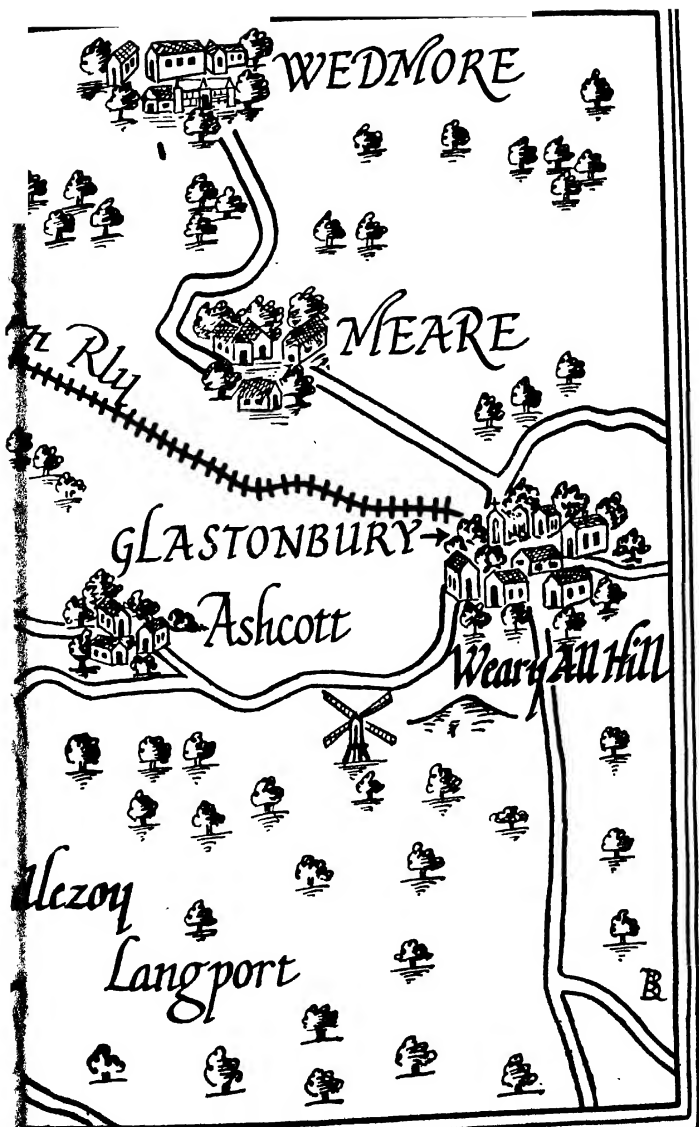 WEDMORE
MEARE
Rly
GLASTONBURY
Ashcott
Weary All Hill
Langport